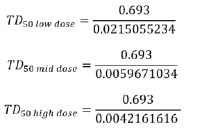 TD50 low dose = 0.693 / 0.0215055234
TD50 mid dose = 0.693 / 0.0059671034
TD50 high dose = 0.693 / 0.0042161616